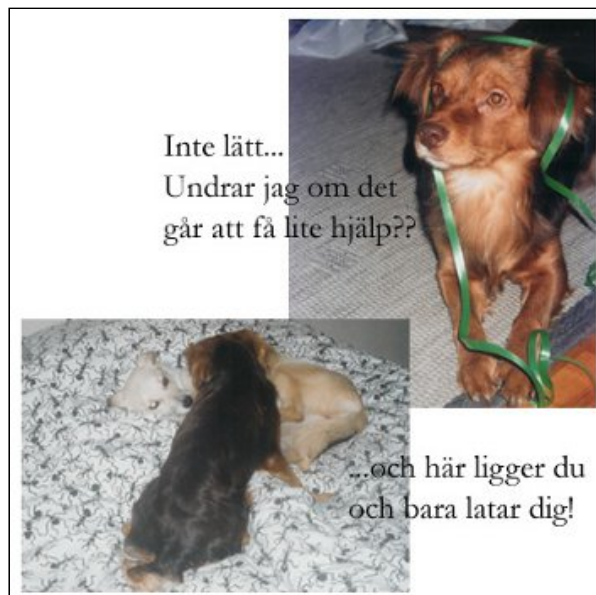 Inte lätt...
Undrar jag om det
går att få lite hjälp??
...och här ligger du
och bara latar dig!